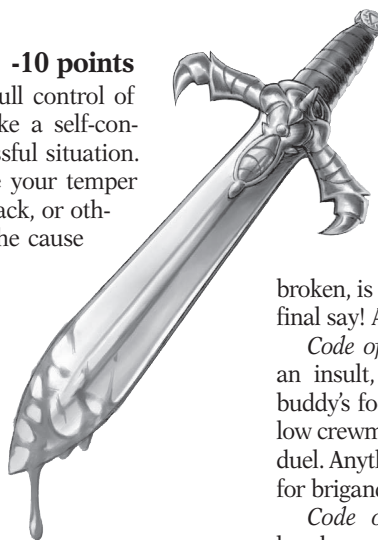 -10 points
ull control of
ke a self-con-
sful situation.
e your temper
ack, or oth-
he cause
broken, is
final say! A
Code of
an insult,
buddy's fo
low crewm
duel. Anyth
for brigand
Code o